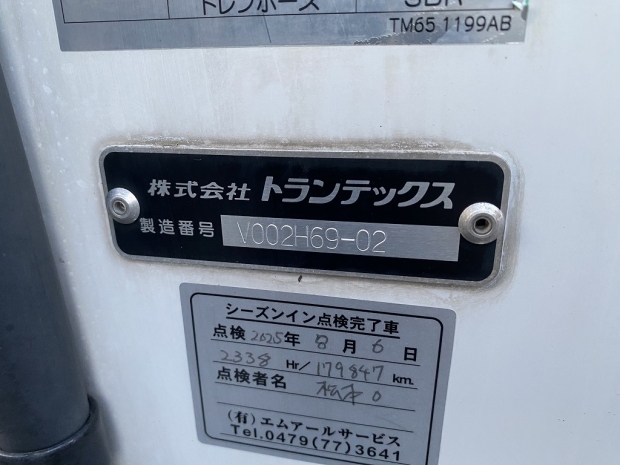 ドレンホース
TM65 1199AB
株式会社 トランテックス
製造番号 V002H69-02
シーズンイン点検完了車
点検 2025年 8 月 6 日
2338 Hr/ 179847 km.
点検者名
(有) エムアールサービス
Tel.0479(77)3641